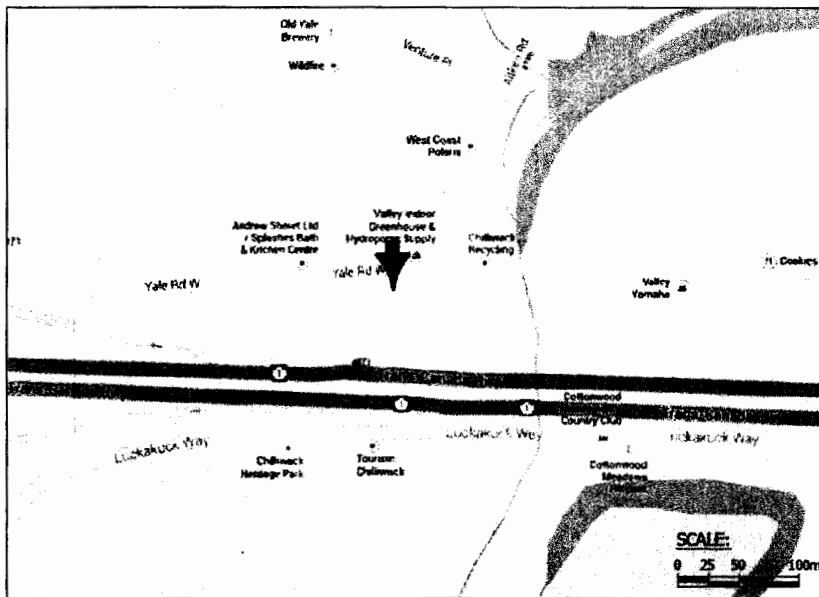 Old Yale
Brewery
Wildfire
Venture Pl
West Coast
Polaris
Andrew Sheret Ltd
/ Splashes Bath
& Kitchen Centre
Valley Indoor
Greenhouse &
Hydroponic Supply
Chilliwack
Recycling
Yale Rd W
Yale Rd W
Valley
Yamaha
Cookies
1
1
1
Cottonwood
Country Club
Luckakuck Way
Luckakuck Way
Luckakuck Way
Chilliwack
Heritage Park
Tourism
Chilliwack
Cottonwood
Meadows
SCALE:
0 25 50 100m